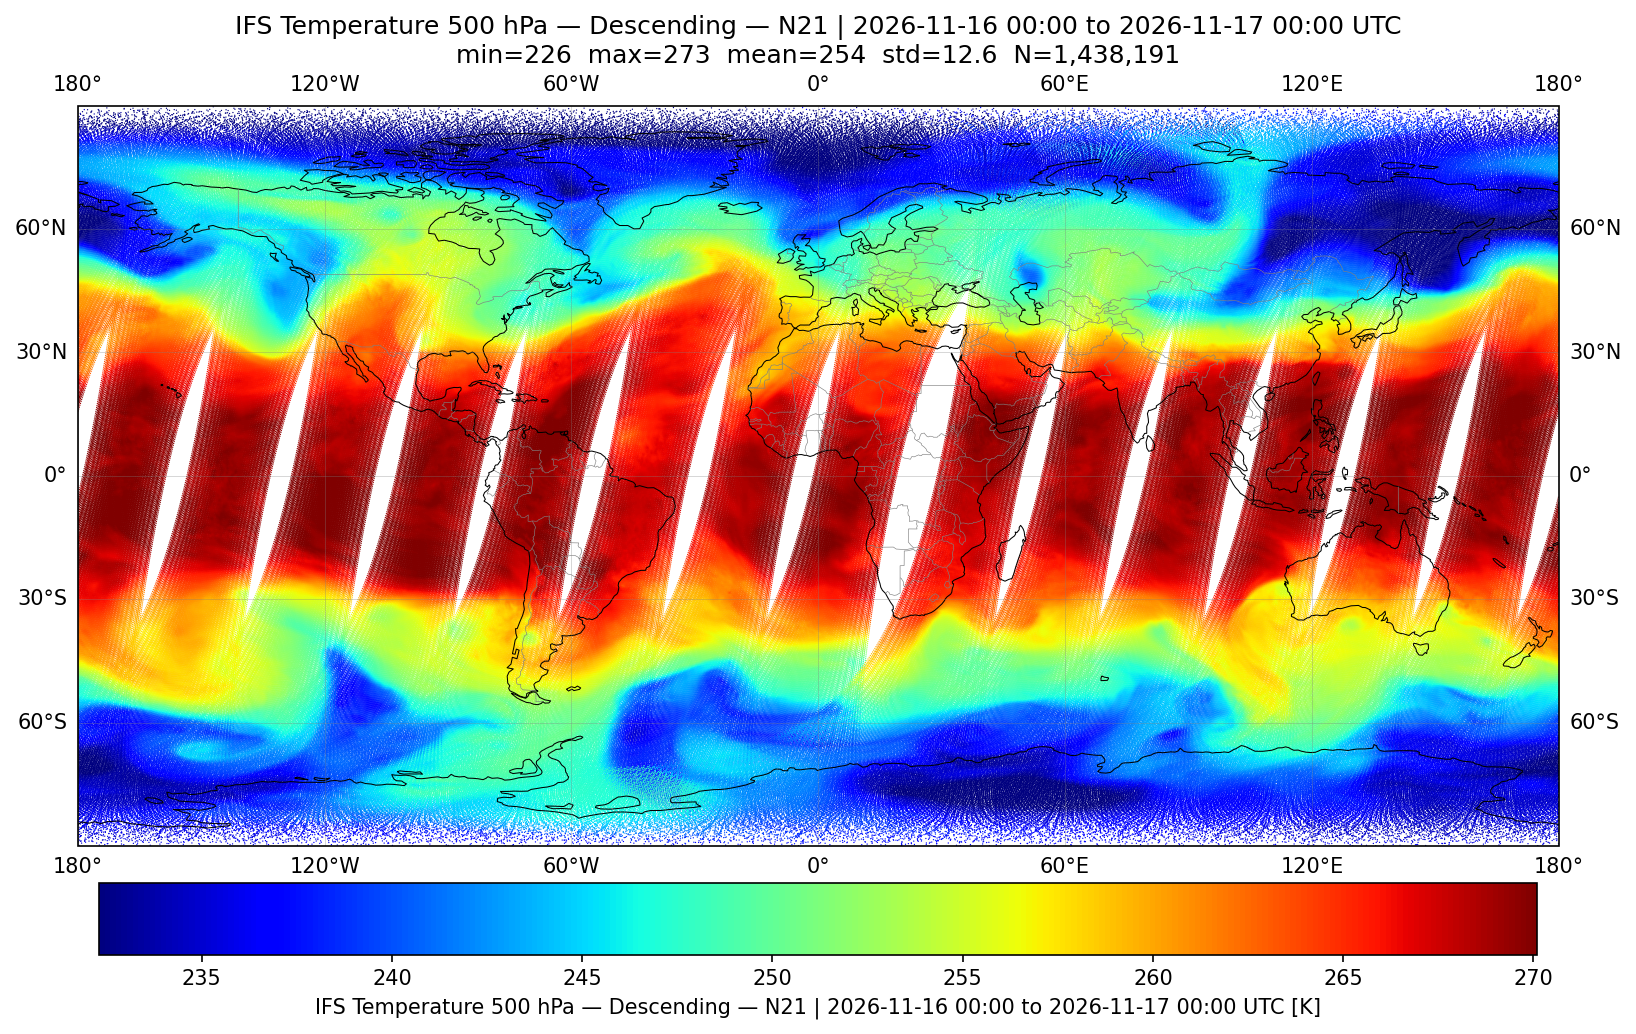 IFS Temperature 500 hPa — Descending — N21 | 2026-11-16 00:00 to 2026-11-17 00:00 UTC
min=226 max=273 mean=254 std=12.6 N=1,438,191
180° 120°W 60°W 0° 60°E 120°E 180°
60°N 60°N
30°N 30°N
0° 0°
30°S 30°S
60°S 60°S
180° 120°W 60°W 0° 60°E 120°E 180°
235 240 245 250 255 260 265 270
IFS Temperature 500 hPa — Descending — N21 | 2026-11-16 00:00 to 2026-11-17 00:00 UTC [K]